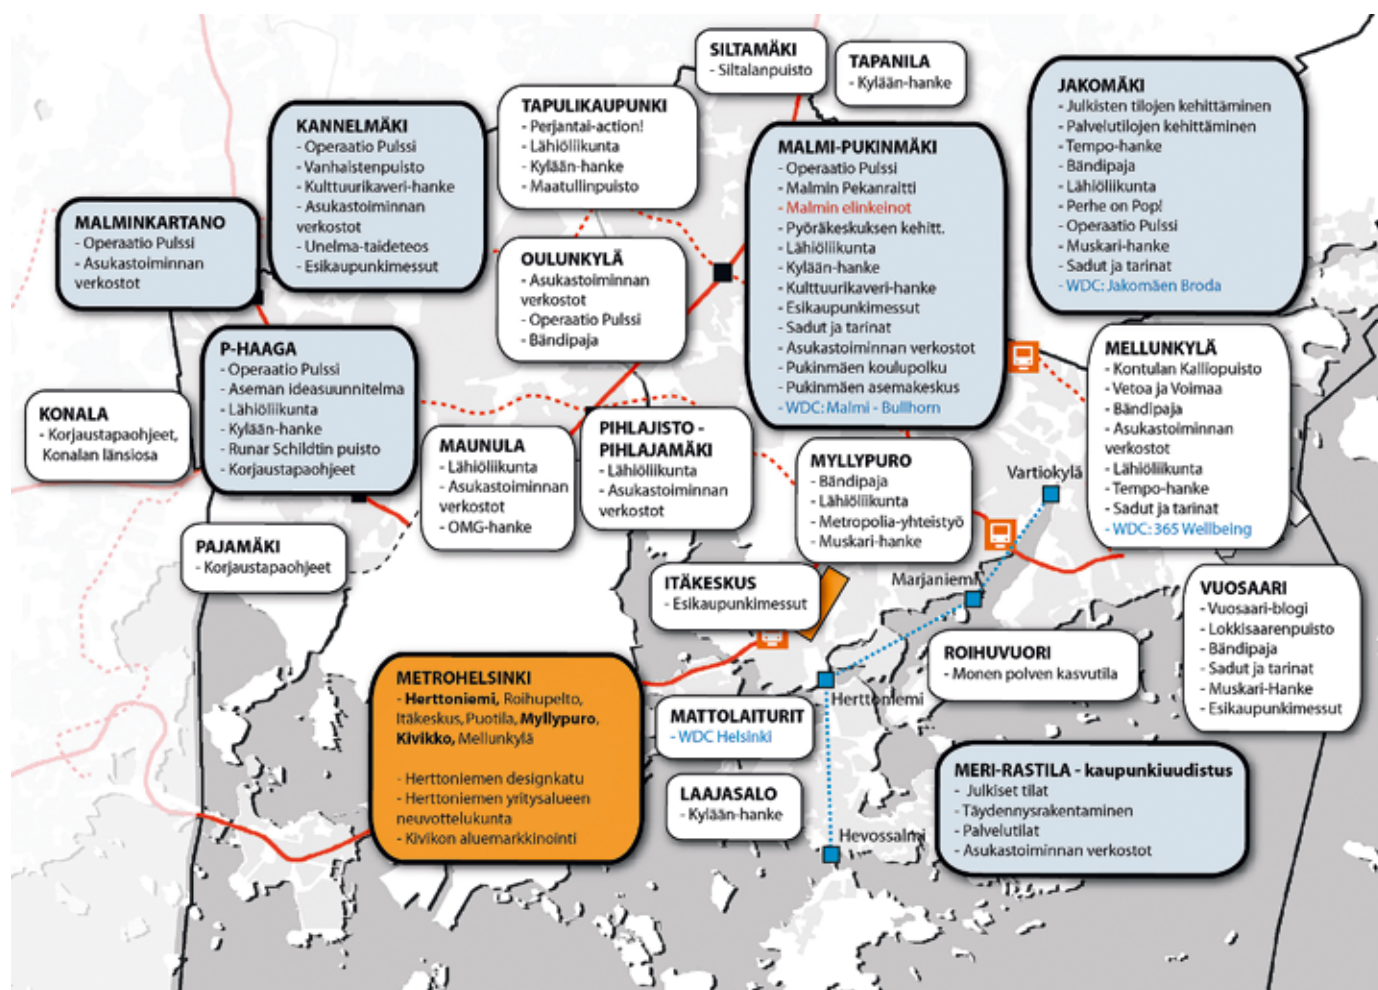 SILTAMÄKI
- Siltalanpuisto
TAPANILA
- Kylään-hanke
JAKOMÄKI
- Julkisten tilojen kehittäminen
- Palvelutilojen kehittäminen
- Tempo-hanke
- Bändipaja
- Lähiöliikunta
- Perhe on Pop!
- Operaatio Pulssi
- Muskari-hanke
- Sadut ja tarinat
- WDC: Jakomäen Broda
TAPULIKAUPUNKI
- Perjantai-action!
- Lähiöliikunta
- Kylään-hanke
- Maatullinpuisto
KANNELMÄKI
- Operaatio Pulssi
- Vanhaistenpuisto
- Kulttuurikaveri-hanke
- Asukastoiminnan
verkostot
- Unelma-taideteos
- Esikaupunkimessut
MALMI-PUKINMÄKI
- Operaatio Pulssi
- Malmin Pekanraitti
- Malmin elinkeinot
- Pyöräkeskuksen kehitt.
- Lähiöliikunta
- Kylään-hanke
- Kulttuurikaveri-hanke
- Esikaupunkimessut
- Sadut ja tarinat
- Asukastoiminnan verkostot
- Pukinmäen koulupolku
- Pukinmäen asemakeskus
- WDC: Malmi - Bullhorn
MALMINKARTANO
- Operaatio Pulssi
- Asukastoiminnan
verkostot
OULUNKYLÄ
- Asukastoiminnan
verkostot
- Operaatio Pulssi
- Bändipaja
P-HAAGA
- Operaatio Pulssi
- Aseman ideasuunnitelma
- Lähiöliikunta
- Kylään-hanke
- Runar Schildtin puisto
- Korjaustapaohjeet
MELLUNKYLÄ
- Kontulan Kalliopuisto
- Vetoa ja Voimaa
- Bändipaja
- Asukastoiminnan
verkostot
- Lähiöliikunta
- Tempo-hanke
- Sadut ja tarinat
- WDC: 365 Wellbeing
KONALA
- Korjaustapaohjeet,
Konalan länsiosa
MAUNULA
- Lähiöliikunta
- Asukastoiminnan
verkostot
- OMG-hanke
PIHLAJISTO -
PIHLAJAMÄKI
- Lähiöliikunta
- Asukastoiminnan
verkostot
MYLLYPURO
- Bändipaja
- Lähiöliikunta
- Metropolia-yhteistyö
- Muskari-hanke
Vartiokylä
PAJAMÄKI
- Korjaustapaohjeet
ITÄKESKUS
- Esikaupunkimessut
Marjaniemi
VUOSAARI
- Vuosaari-blogi
- Lokkisaarenpuisto
- Bändipaja
- Sadut ja tarinat
- Muskari-Hanke
- Esikaupunkimessut
ROIHUVUORI
- Monen polven kasvutila
METROHELSINKI
- Herttoniemi, Roihupelto,
Itäkeskus, Puotila, Myllypuro,
Kivikko, Mellunkylä
- Herttoniemen designkatu
- Herttoniemen yritysalueen
neuvottelukunta
- Kivikon aluemarkkinointi
Herttoniemi
MATTOLAITURIT
- WDC Helsinki
LAAJASALO
- Kylään-hanke
Hevossalmi
MERI-RASTILA - kaupunkiuudistus
- Julkiset tilat
- Täydennysrakentaminen
- Palvelutilat
- Asukastoiminnan verkostot